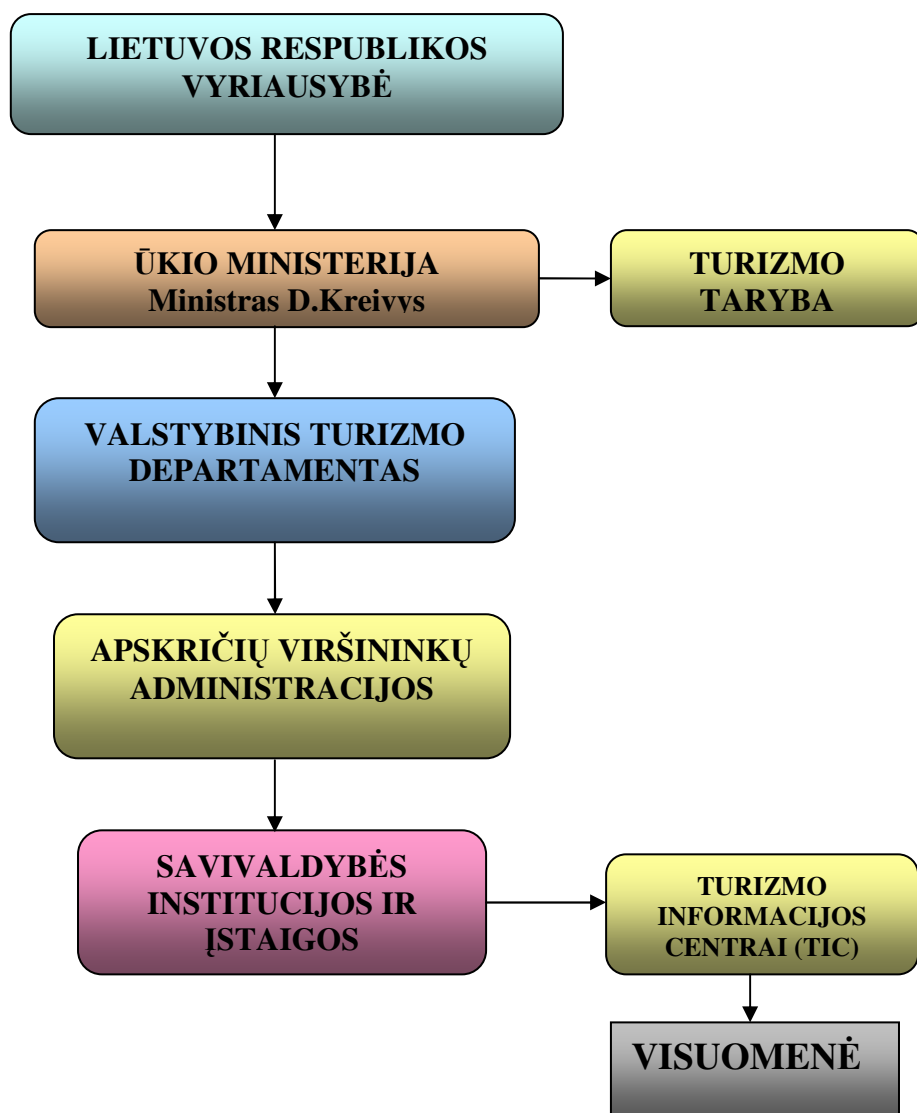 LIETUVOS RESPUBLIKOS
VYRIAUSYBĖ
ŪKIO MINISTERIJA
Ministras D.Kreivys
TURIZMO
TARYBA
VALSTYBINIS TURIZMO
DEPARTAMENTAS
APSKRIČIŲ VIRŠININKŲ
ADMINISTRACIJOS
SAVIVALDYBĖS
INSTITUCIJOS IR
ĮSTAIGOS
TURIZMO
INFORMACIJOS
CENTRAI (TIC)
VISUOMENĖ